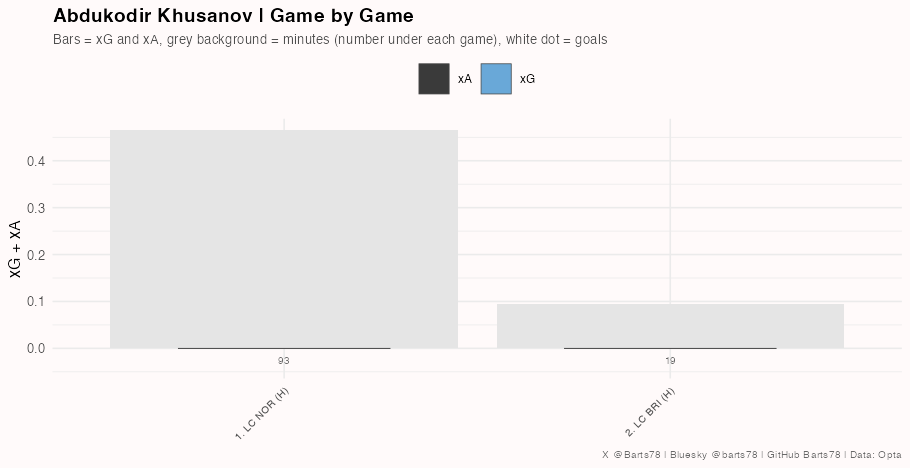 Abdukodir Khusanov | Game by Game
Bars = xG and xA, grey background = minutes (number under each game), white dot = goals
xA xG
xG + xA
0.4
0.3
0.2
0.1
0.0
93 19
1. LC NOR (H) 2. LC BRI (H)
X @Barts78 | Bluesky @barts78 | GitHub Barts78 | Data: Opta